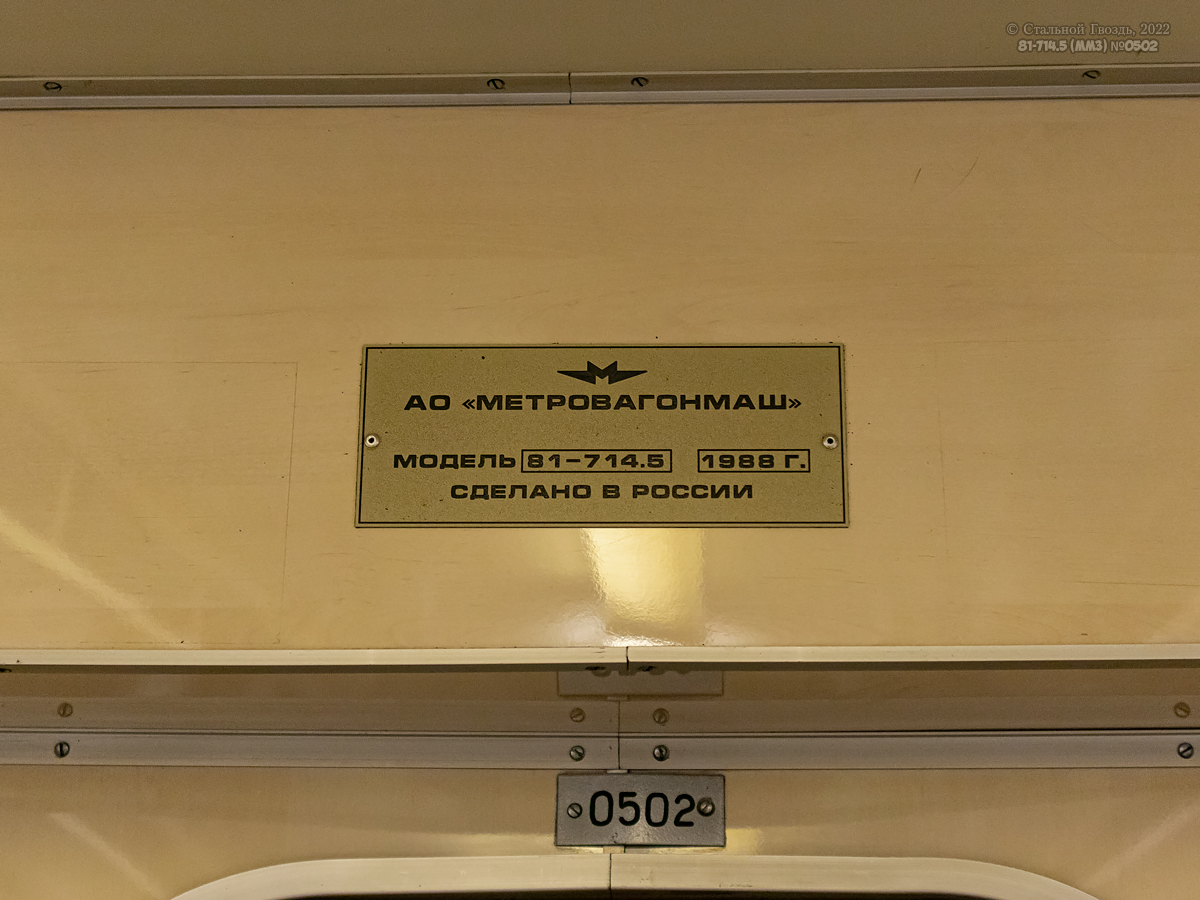 © Стальной Гвоздь, 2022
81-714.5 (ММЗ) №0502
АО «МЕТРОВАГОНМАШ»
МОДЕЛЬ 81-714.5 1988 Г.
СДЕЛАНО В РОССИИ
0502